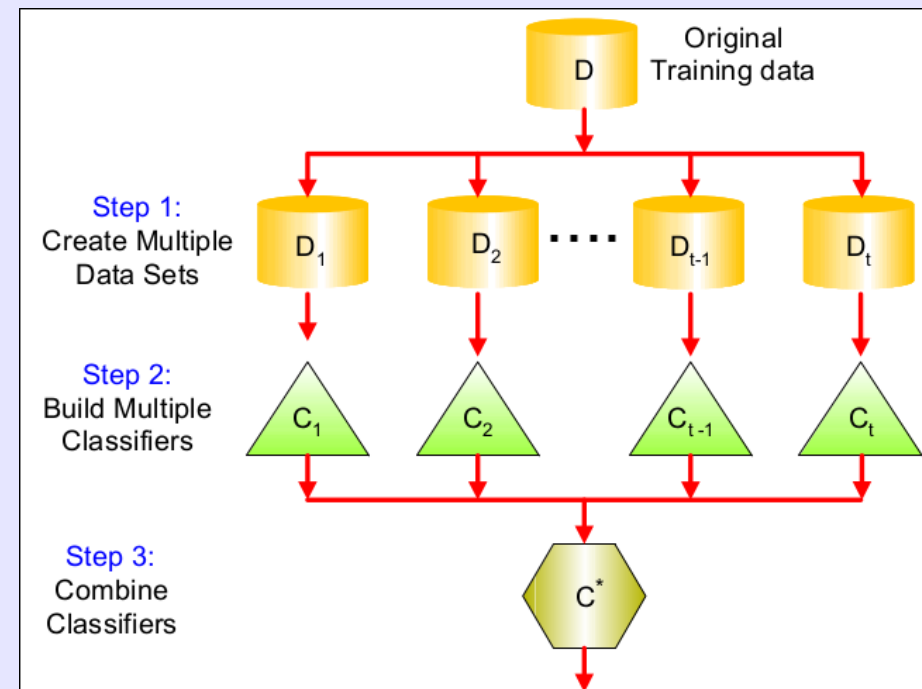 D
Original
Training data
Step 1:
Create Multiple
Data Sets
D₁
D₂
....
Dₜ₋₁
Dₜ
Step 2:
Build Multiple
Classifiers
C₁
C₂
Cₜ₋₁
Cₜ
Step 3:
Combine
Classifiers
C*